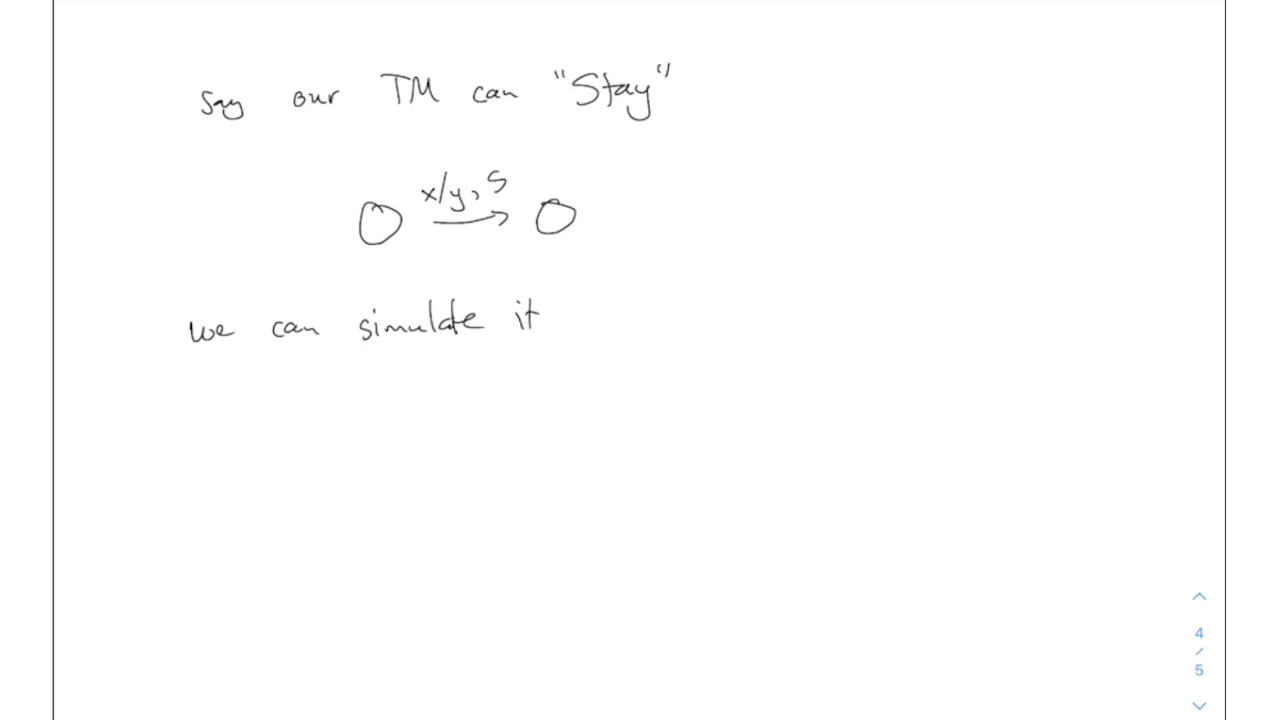 say our TM can "Stay"
x/y, S
we can simulate it
4
/
5